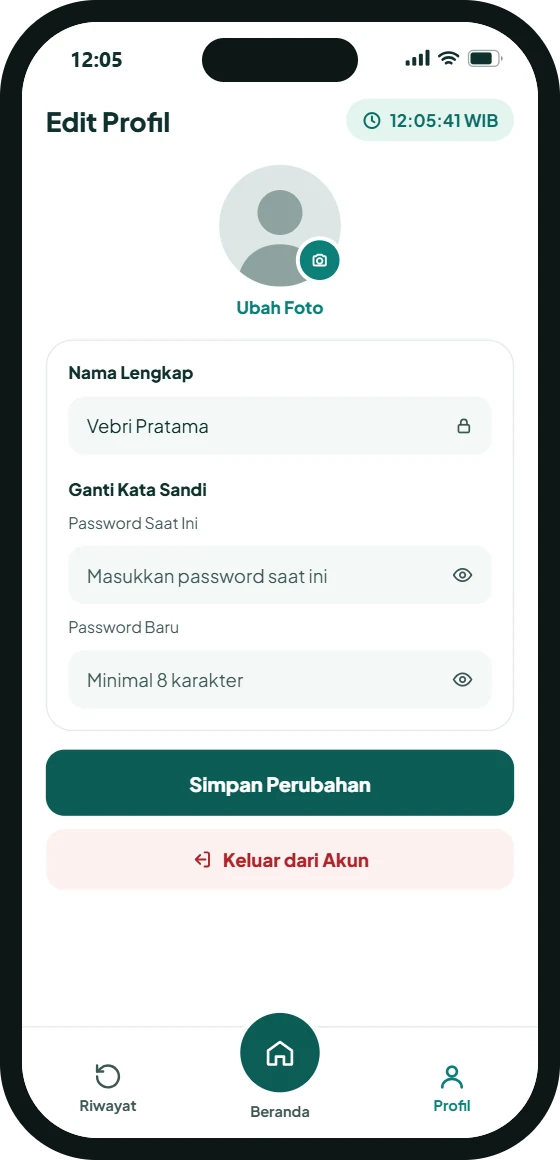 12:05
Edit Profil
12:05:41 WIB
Ubah Foto
Nama Lengkap
Vebri Pratama
Ganti Kata Sandi
Password Saat Ini
Masukkan password saat ini
Password Baru
Minimal 8 karakter
Simpan Perubahan
Keluar dari Akun
Riwayat
Beranda
Profil